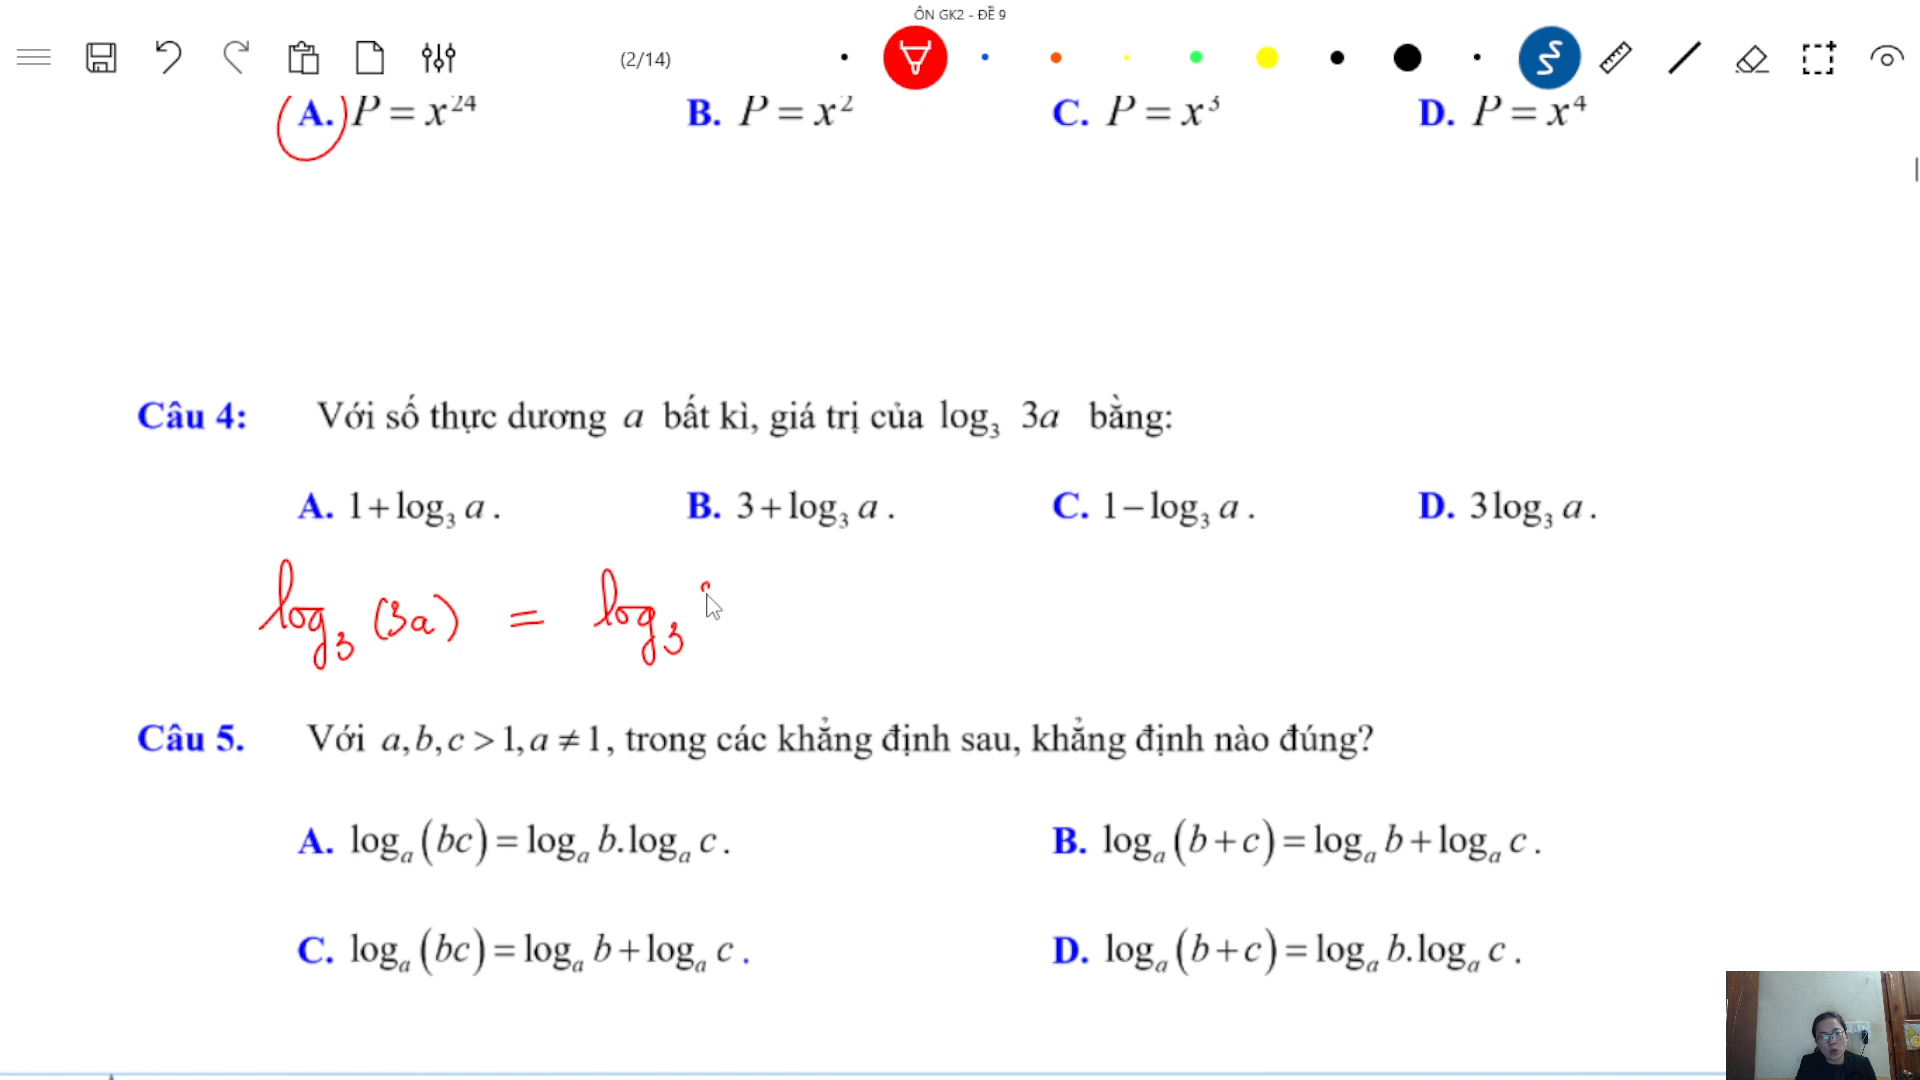 ÔN GK2 - ĐỀ 9
(2/14)
A. P = x^24 B. P = x^2 C. P = x^3 D. P = x^4
Câu 4: Với số thực dương a bất kì, giá trị của log₃ 3a bằng:
A. 1+log₃ a . B. 3+log₃ a . C. 1−log₃ a . D. 3log₃ a .
log₃ (3a) = log₃
Câu 5. Với a,b,c >1,a ≠1, trong các khẳng định sau, khẳng định nào đúng?
A. logₐ (bc) = logₐ b.logₐ c . B. logₐ (b+c) = logₐ b+logₐ c .
C. logₐ (bc) = logₐ b+logₐ c . D. logₐ (b+c) = logₐ b.logₐ c .